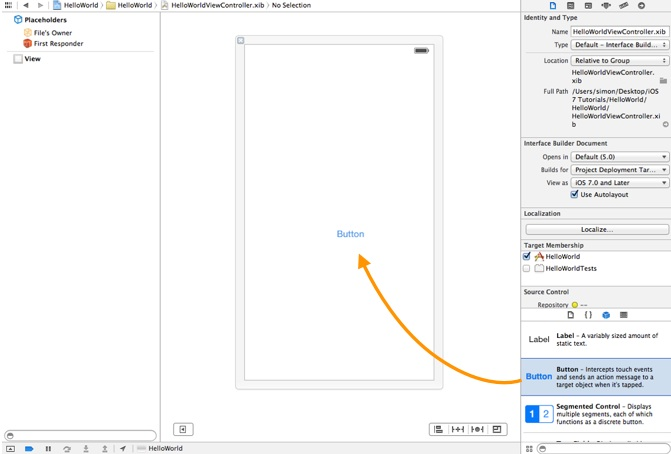 HelloWorld HelloWorld HelloWorldViewController.xib No Selection
Placeholders
File's Owner
First Responder
View
Button
Identity and Type
Name HelloWorldViewController.xib
Type Default - Interface Build...
Location Relative to Group
HelloWorldViewController.
xib
Full Path /Users/simon/Desktop/iOS
7 Tutorials/HelloWorld/
HelloWorld/
HelloWorldViewController.xi
b
Interface Builder Document
Opens in Default (5.0)
Builds for Project Deployment Tar...
View as iOS 7.0 and Later
Use Autolayout
Localization
Localize...
Target Membership
HelloWorld
HelloWorldTests
Source Control
Repository --
Label
Label - A variably sized amount of
static text.
Button
Button - Intercepts touch events
and sends an action message to a
target object when it's tapped.
1 2
Segmented Control - Displays
multiple segments, each of which
functions as a discrete button.
HelloWorld